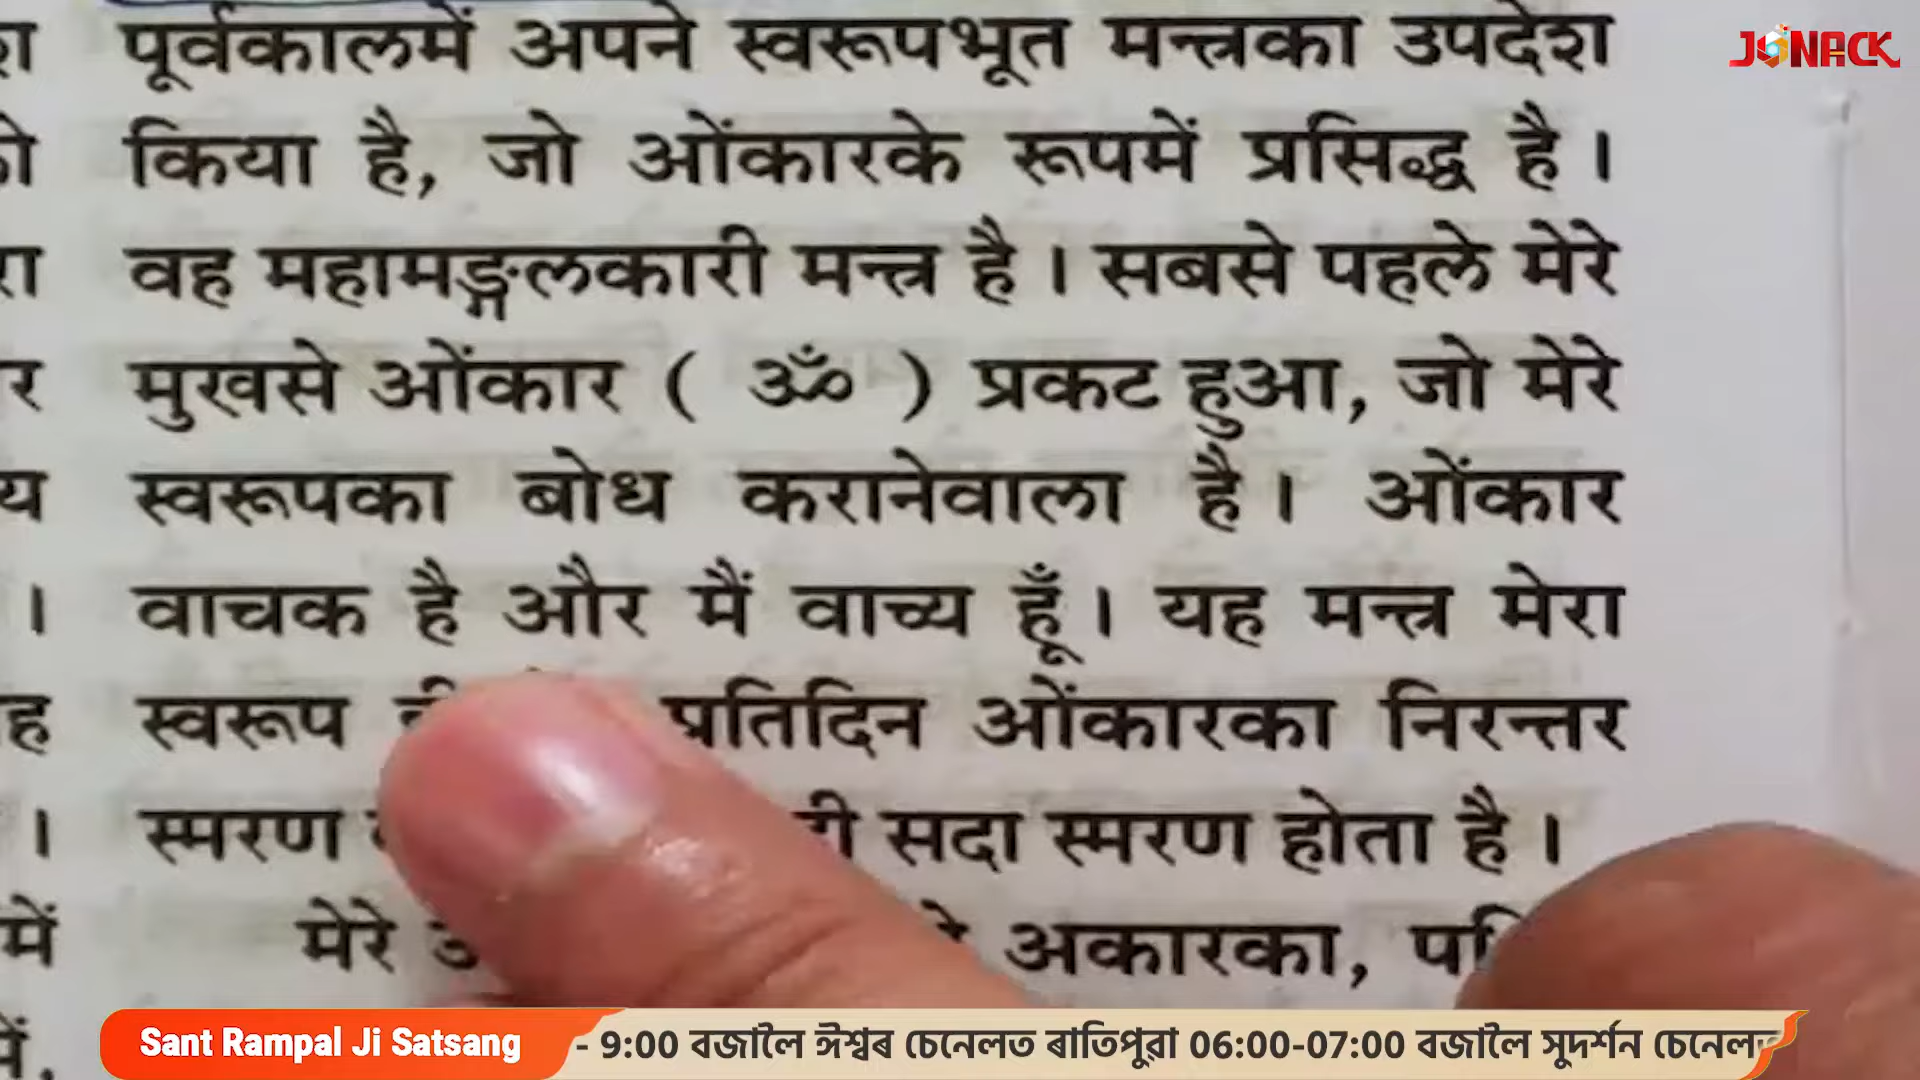 JONACK
पूर्वकालमें अपने स्वरूपभूत मन्त्रका उपदेश
किया है, जो ओंकारके रूपमें प्रसिद्ध है।
वह महामङ्गलकारी मन्त्र है। सबसे पहले मेरे
मुखसे ओंकार ( ॐ ) प्रकट हुआ, जो मेरे
स्वरूपका बोध करानेवाला है। ओंकार
वाचक है और मैं वाच्य हूँ। यह मन्त्र मेरा
स्वरूप प्रतिदिन ओंकारका निरन्तर
स्मरण सदा स्मरण होता है।
मेरे अकारका,
Sant Rampal Ji Satsang - 9:00 বজালৈ ঈশ্বৰ চেনেলত ৰাতিপুৱা 06:00-07:00 বজালৈ সুদৰ্শন চেনেলত